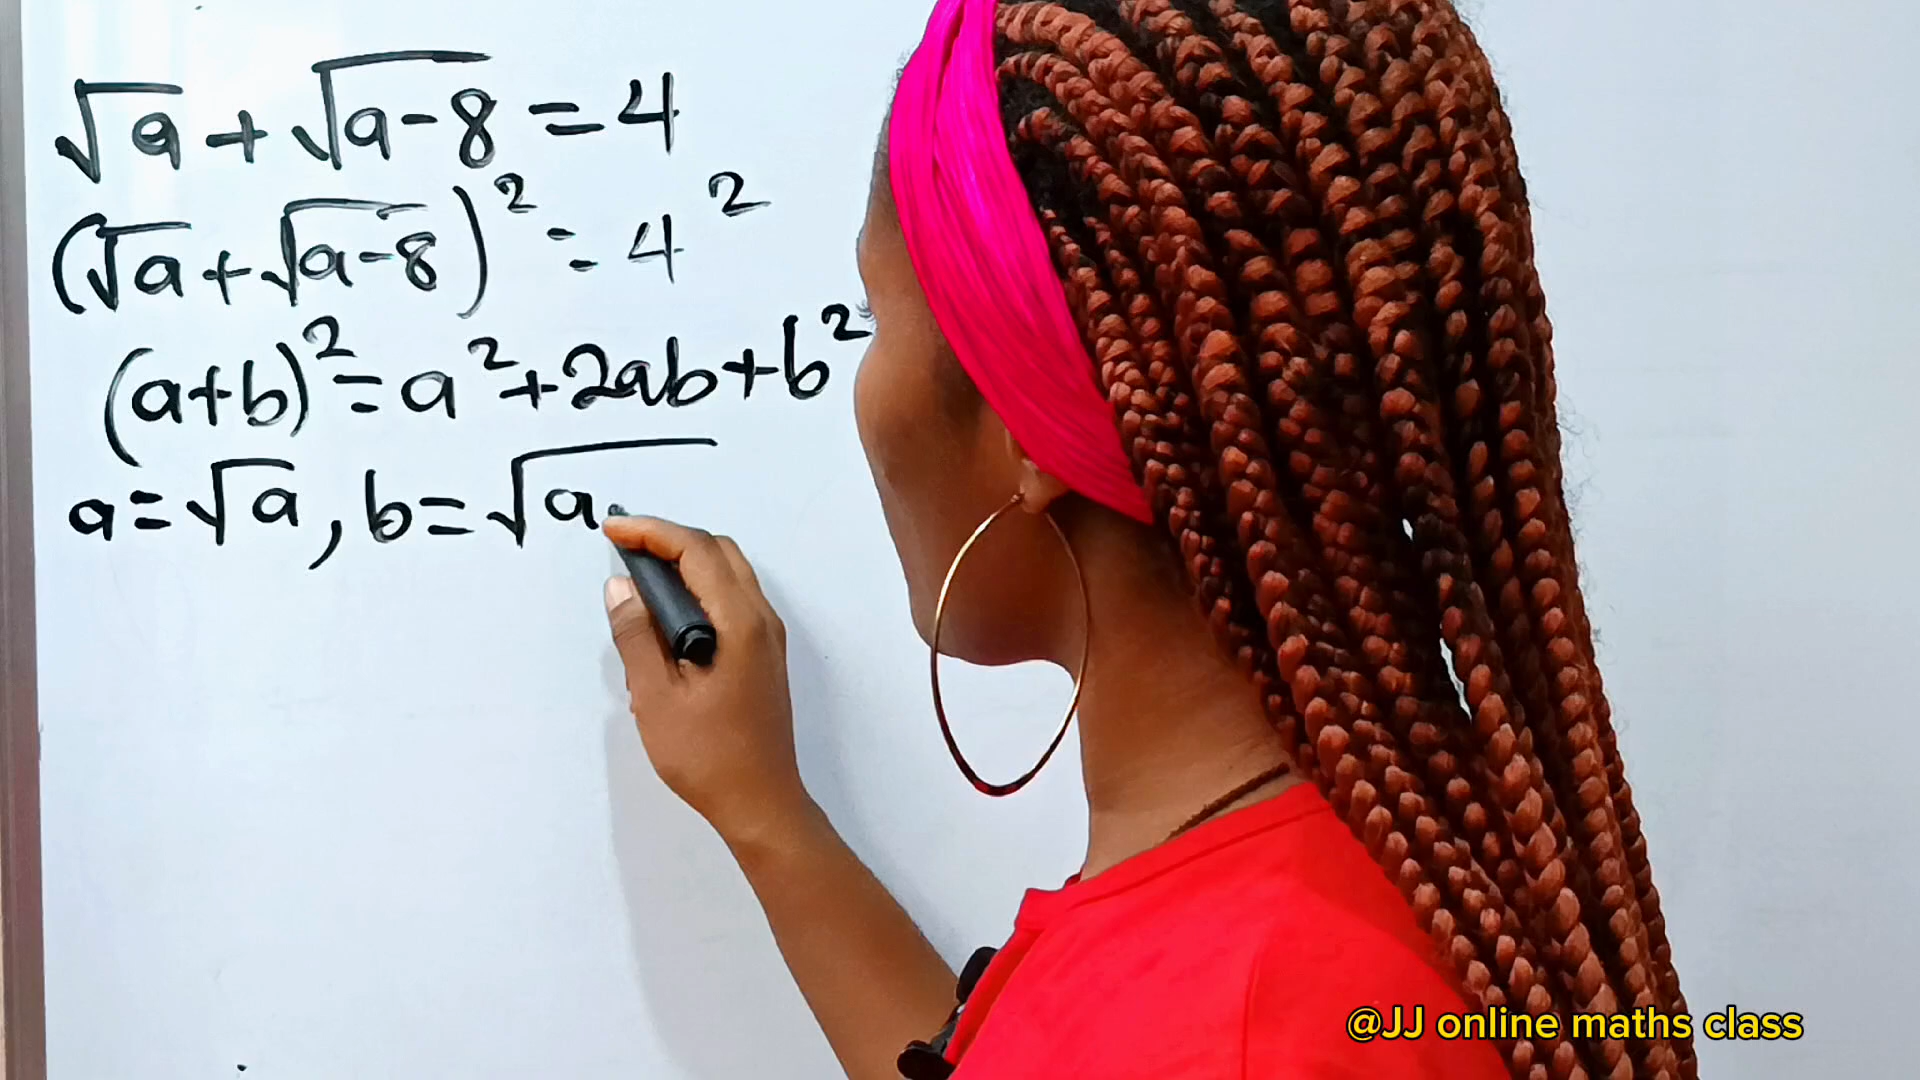 √a + √(a-8) = 4
(√a + √(a-8))² = 4²
(a+b)² = a² + 2ab + b²
a = √a, b = √a
@JJ online maths class